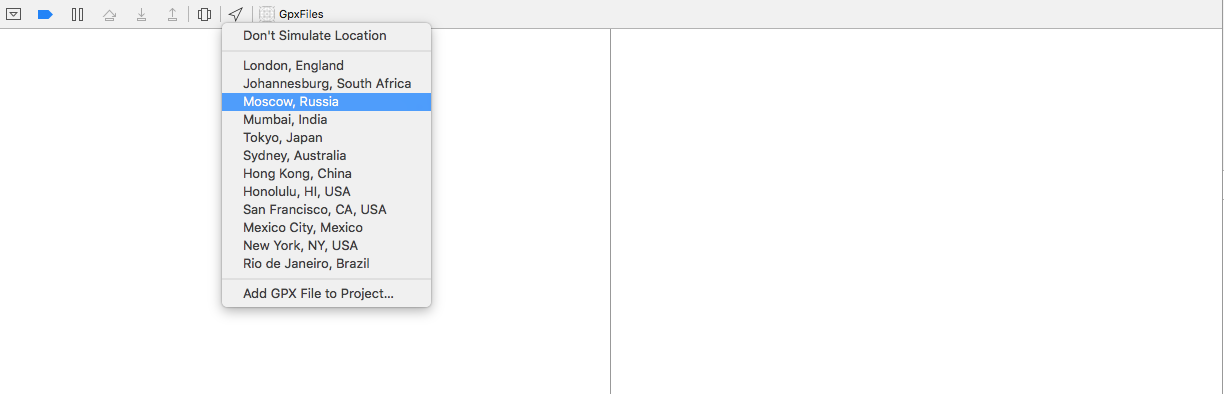 GpxFiles
Don't Simulate Location
London, England
Johannesburg, South Africa
Moscow, Russia
Mumbai, India
Tokyo, Japan
Sydney, Australia
Hong Kong, China
Honolulu, HI, USA
San Francisco, CA, USA
Mexico City, Mexico
New York, NY, USA
Rio de Janeiro, Brazil
Add GPX File to Project...